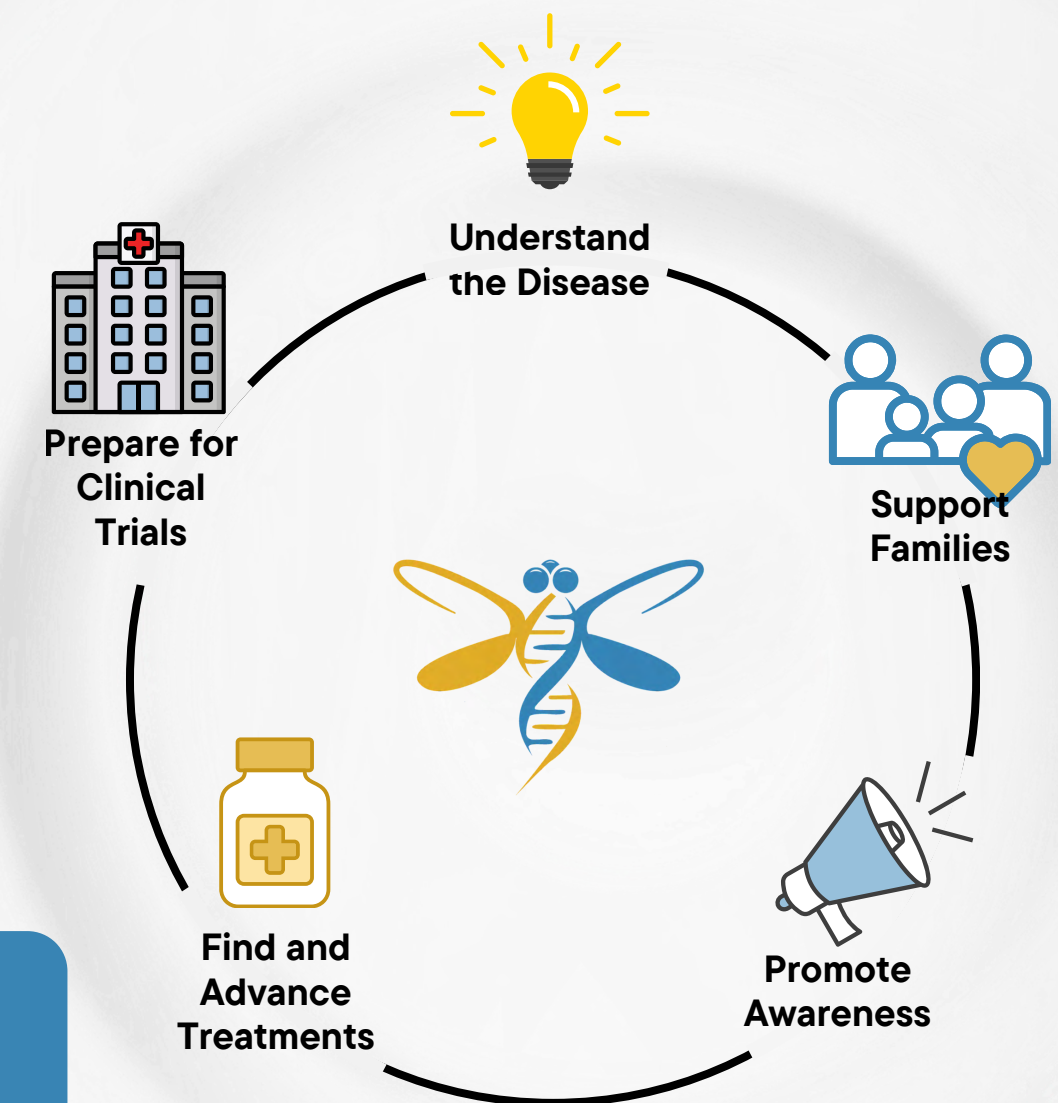 Understand
the Disease
Support
Families
Promote
Awareness
Find and
Advance
Treatments
Prepare for
Clinical
Trials